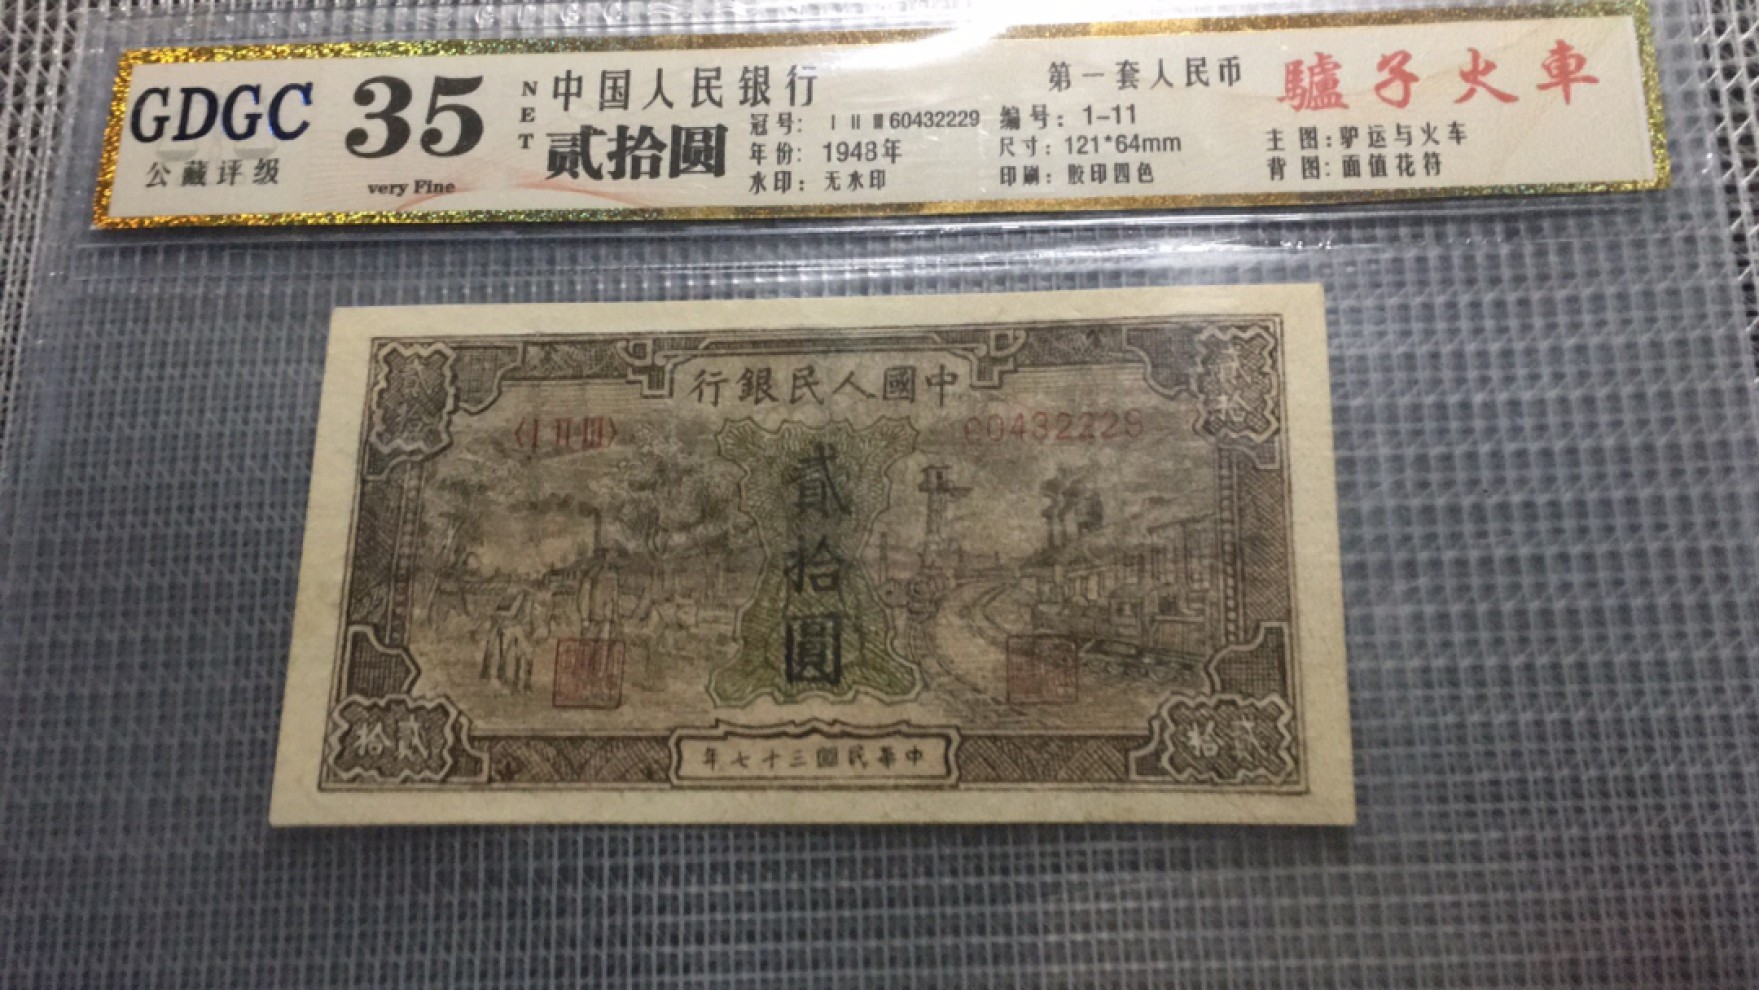 GDGC
公藏评级
35
very Fine
NET
中国人民银行
贰拾圆
冠号: I II III 60432229
年份: 1948年
水印: 无水印
第一套人民币
编号: 1-11
尺寸: 121*64mm
印刷: 胶印四色
驢子火車
主图: 驴运与火车
背图: 面值花符
行銀民人國中
〈I II III〉
貳拾圓
年七十三國民華中
拾貳
拾貳